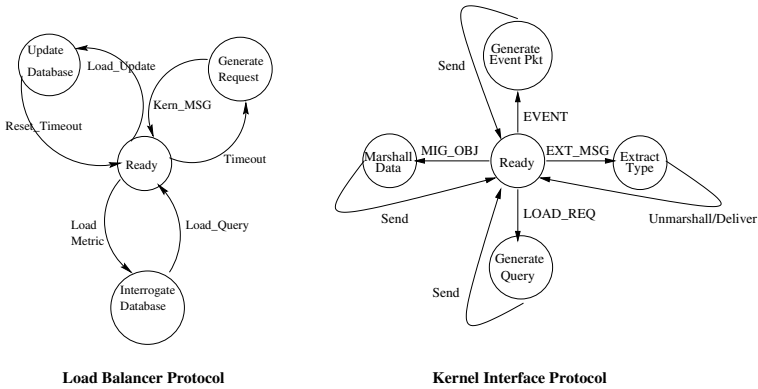 Update
Database
Load_Update
Generate
Request
Kern_MSG
Reset_Timeout
Timeout
Ready
Load
Metric
Load_Query
Interrogate
Database
Load Balancer Protocol
Generate
Event Pkt
Send
EVENT
Marshall
Data
MIG_OBJ
Ready
EXT_MSG
Extract
Type
Send
LOAD_REQ
Unmarshall/Deliver
Generate
Query
Send
Kernel Interface Protocol